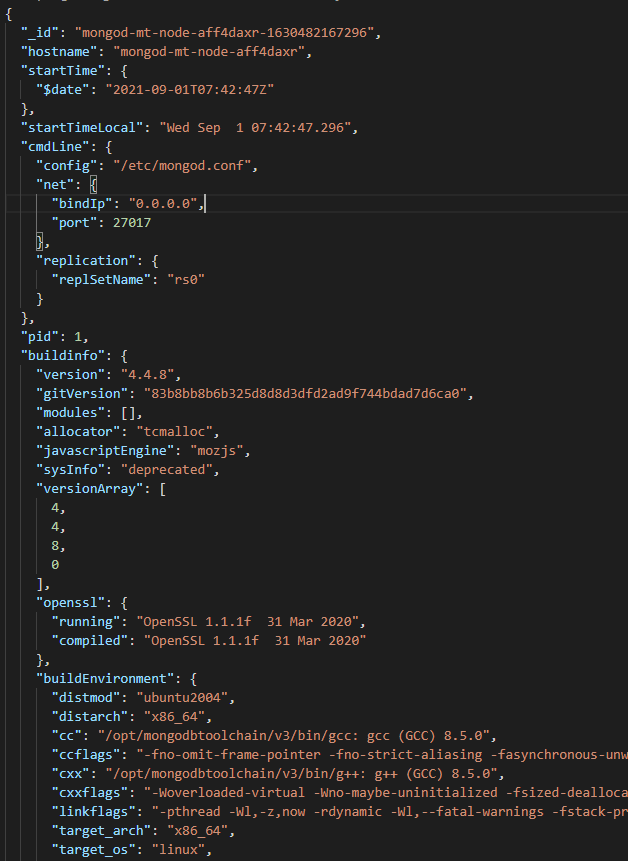 {
"_id": "mongod-mt-node-aff4daxr-1630482167296",
"hostname": "mongod-mt-node-aff4daxr",
"startTime": {
"$date": "2021-09-01T07:42:47Z"
},
"startTimeLocal": "Wed Sep  1 07:42:47.296",
"cmdLine": {
"config": "/etc/mongod.conf",
"net": {
"bindIp": "0.0.0.0",
"port": 27017
},
"replication": {
"replSetName": "rs0"
}
},
"pid": 1,
"buildinfo": {
"version": "4.4.8",
"gitVersion": "83b8bb8b6b325d8d8d3dfd2ad9f744bdad7d6ca0",
"modules": [],
"allocator": "tcmalloc",
"javascriptEngine": "mozjs",
"sysInfo": "deprecated",
"versionArray": [
4,
4,
8,
0
],
"openssl": {
"running": "OpenSSL 1.1.1f  31 Mar 2020",
"compiled": "OpenSSL 1.1.1f  31 Mar 2020"
},
"buildEnvironment": {
"distmod": "ubuntu2004",
"distarch": "x86_64",
"cc": "/opt/mongodbtoolchain/v3/bin/gcc: gcc (GCC) 8.5.0",
"ccflags": "-fno-omit-frame-pointer -fno-strict-aliasing -fasynchronous-unw
"cxx": "/opt/mongodbtoolchain/v3/bin/g++: g++ (GCC) 8.5.0",
"cxxflags": "-Woverloaded-virtual -Wno-maybe-uninitialized -fsized-dealloca
"linkflags": "-pthread -Wl,-z,now -rdynamic -Wl,--fatal-warnings -fstack-pr
"target_arch": "x86_64",
"target_os": "linux",